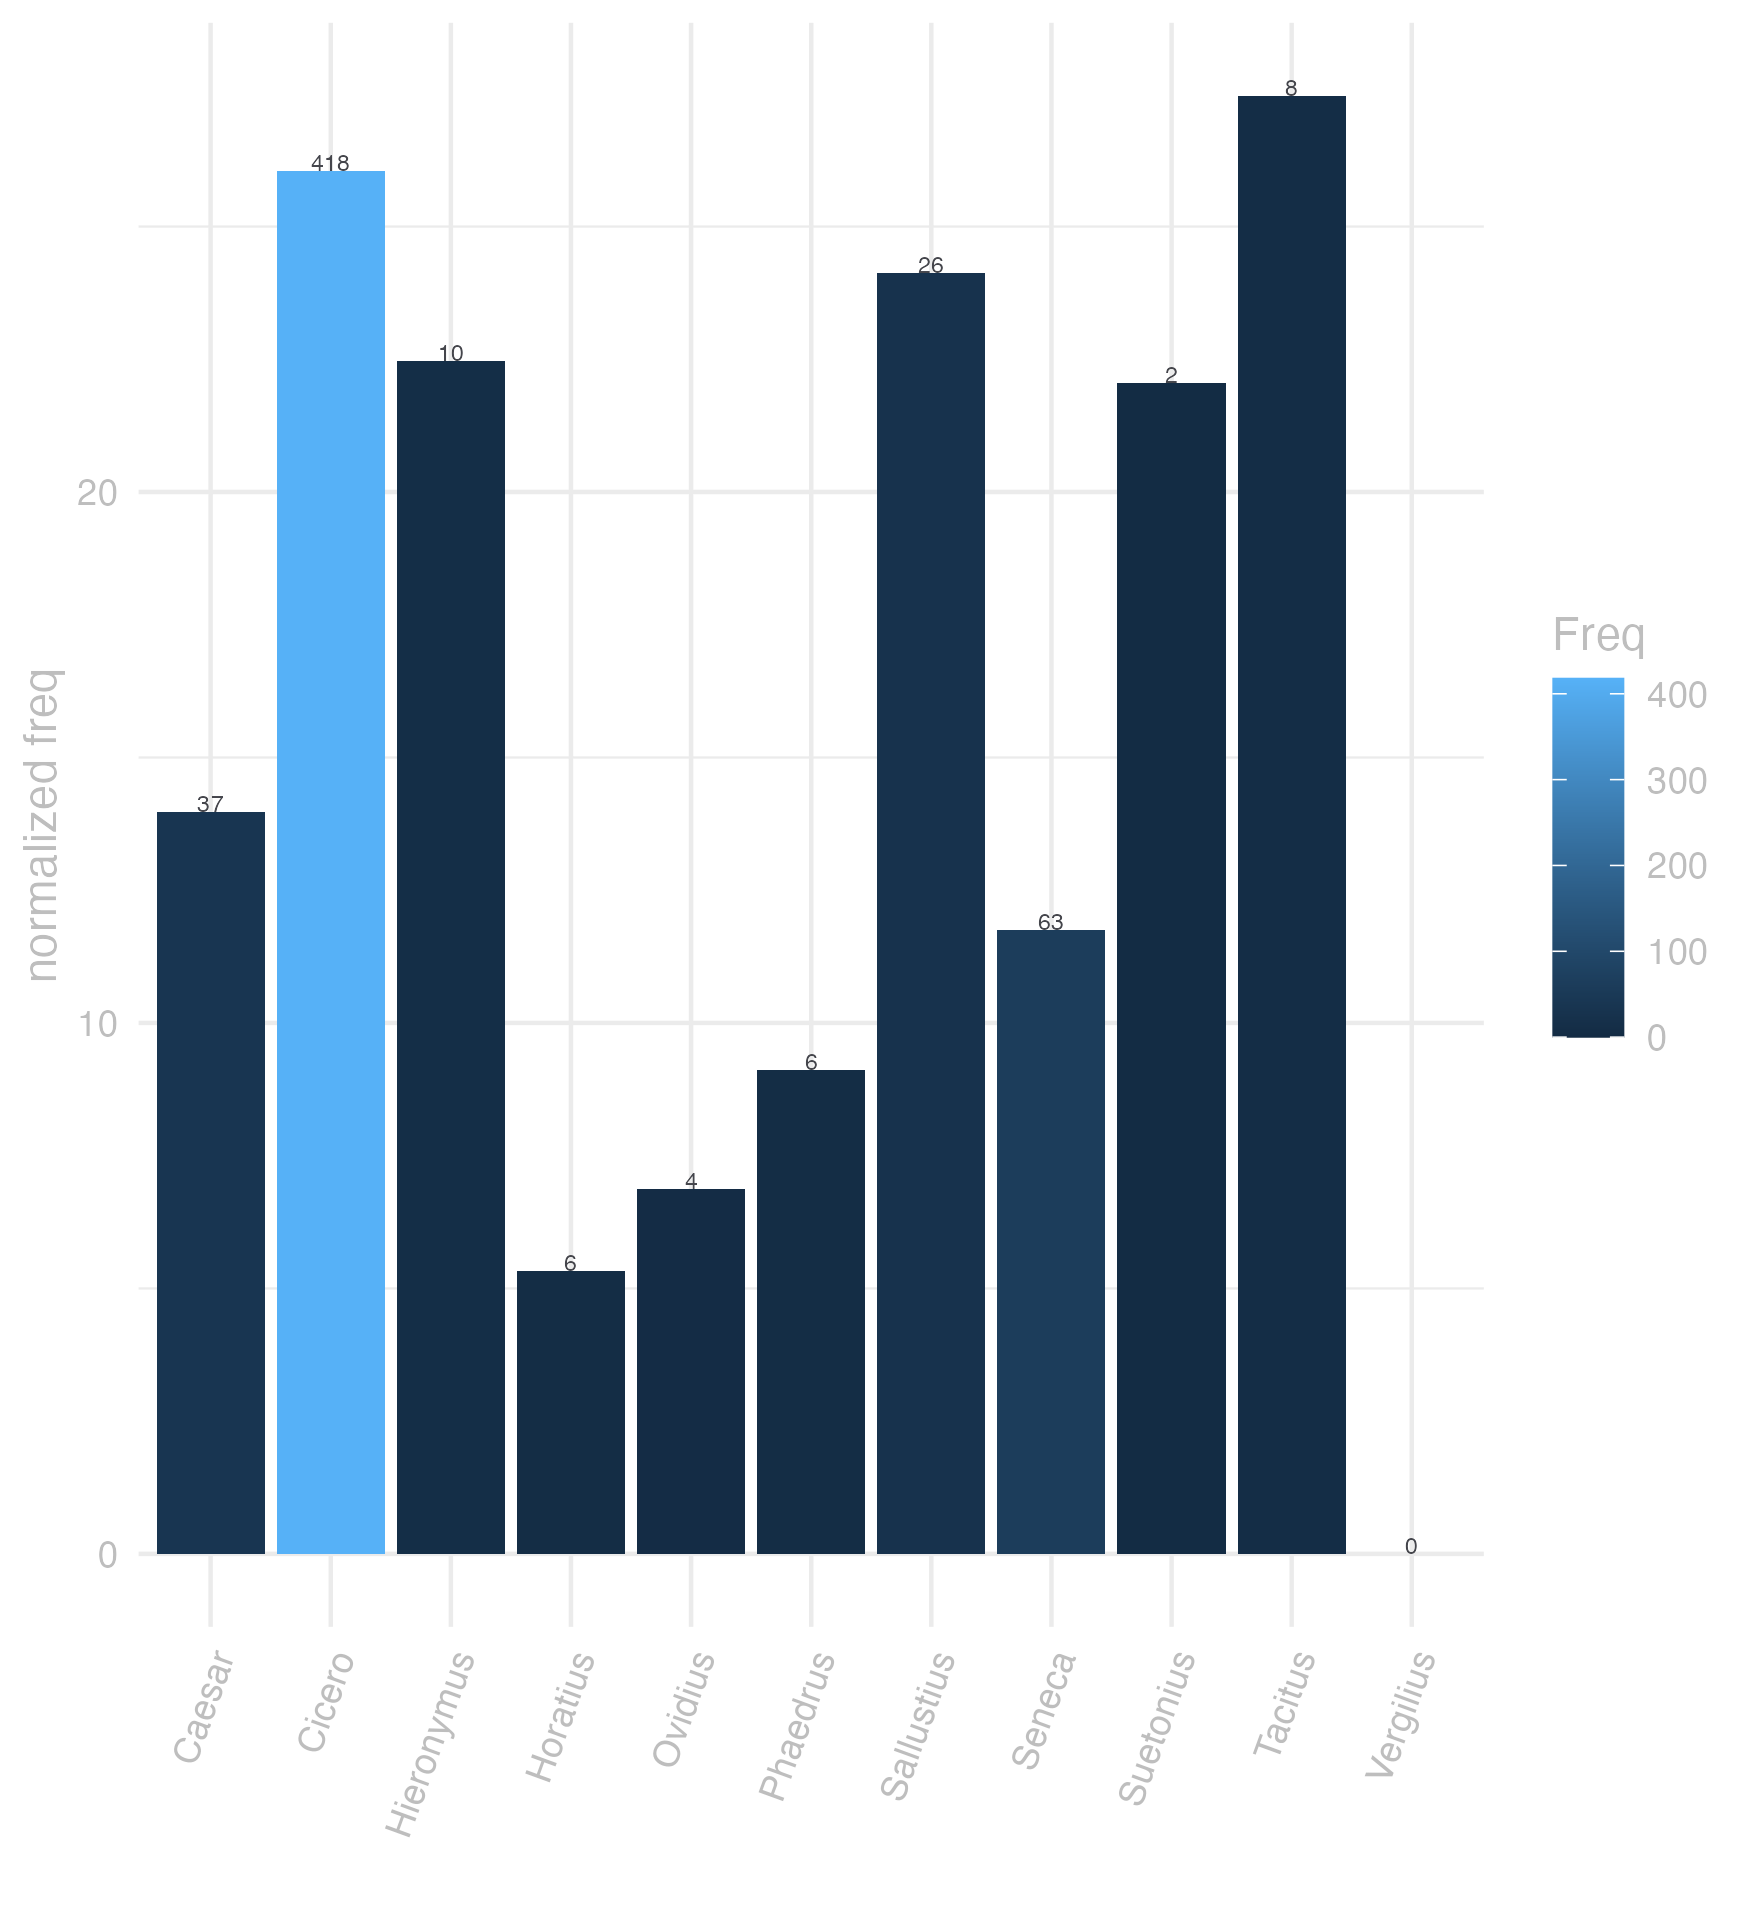 8
418
26
10
2
20
Freq
400
300
37
200
63
normalized freq
100
10
0
6
4
6
0
0
Caesar
Cicero
Hieronymus
Horatius
Ovidius
Phaedrus
Sallustius
Seneca
Suetonius
Tacitus
Vergilius